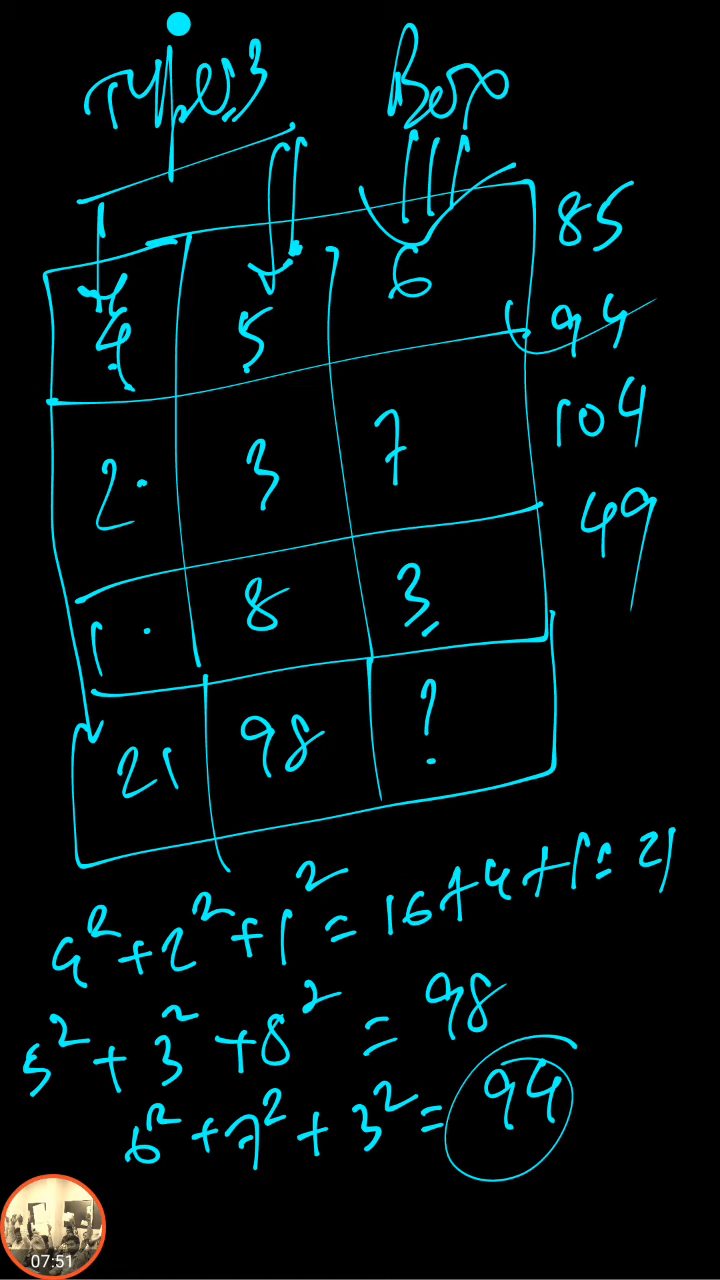 Type.3 Box
4 5 6 85
94
2. 3 7 104
49
1. 8 3
21 98 ?
4² + 2² + 1² = 16 + 4 + 1 = 21
5² + 3² + 8² = 98
6² + 7² + 3² = 94
07:51